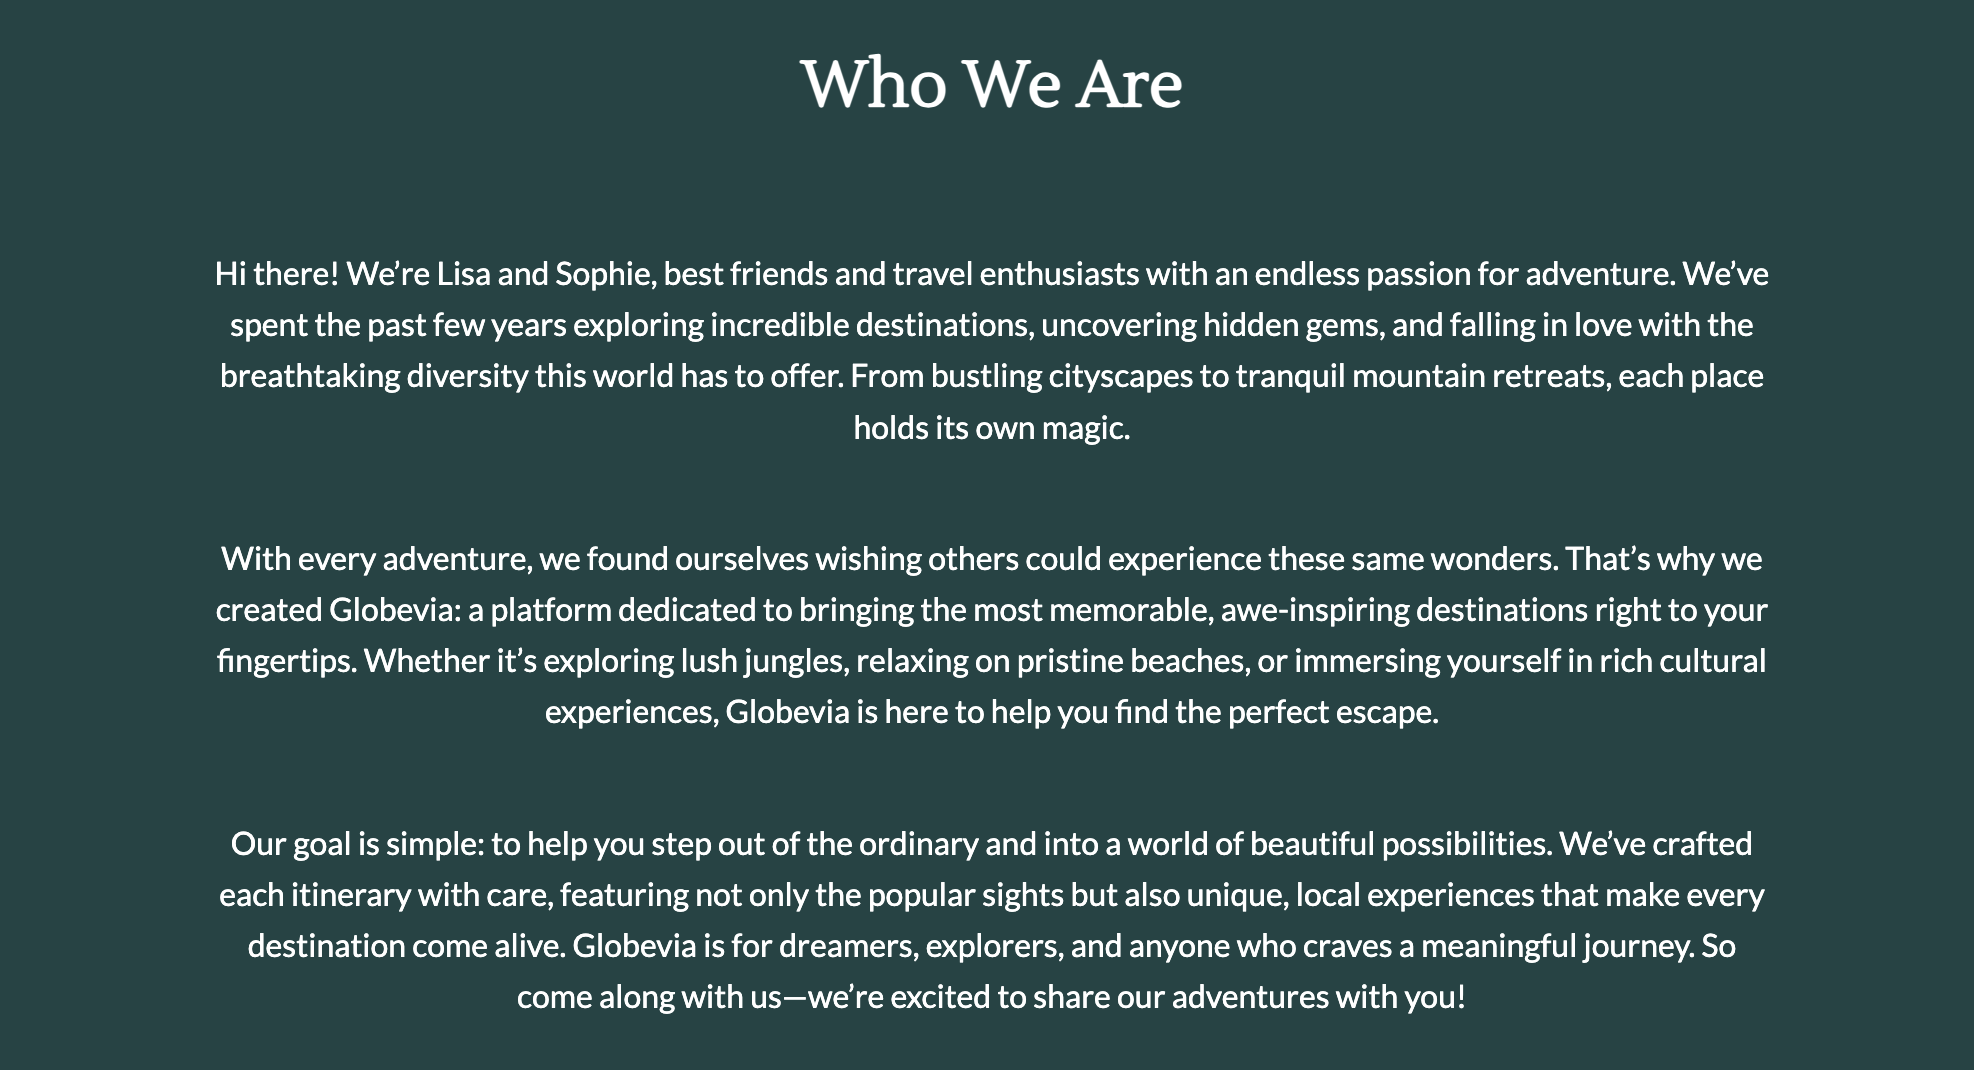 Who We Are
Hi there! We’re Lisa and Sophie, best friends and travel enthusiasts with an endless passion for adventure. We’ve
spent the past few years exploring incredible destinations, uncovering hidden gems, and falling in love with the
breathtaking diversity this world has to offer. From bustling cityscapes to tranquil mountain retreats, each place
holds its own magic.
With every adventure, we found ourselves wishing others could experience these same wonders. That’s why we
created Globevia: a platform dedicated to bringing the most memorable, awe-inspiring destinations right to your
fingertips. Whether it’s exploring lush jungles, relaxing on pristine beaches, or immersing yourself in rich cultural
experiences, Globevia is here to help you find the perfect escape.
Our goal is simple: to help you step out of the ordinary and into a world of beautiful possibilities. We’ve crafted
each itinerary with care, featuring not only the popular sights but also unique, local experiences that make every
destination come alive. Globevia is for dreamers, explorers, and anyone who craves a meaningful journey. So
come along with us—we’re excited to share our adventures with you!